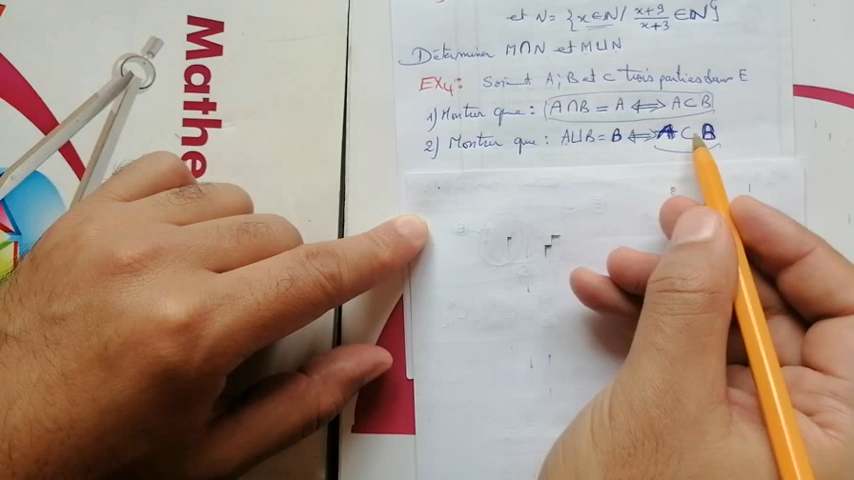 Mathe
et N = {x∈ℕ / x+9/x+3 ∈ℕ}
Déterminer M∩N et M∪N
EX4: Soient A; B et C trois parties dans E
1) Montrer que : A∩B = A ⟺ A⊂B
2) Montrer que : A∪B = B ⟺ A⊂B